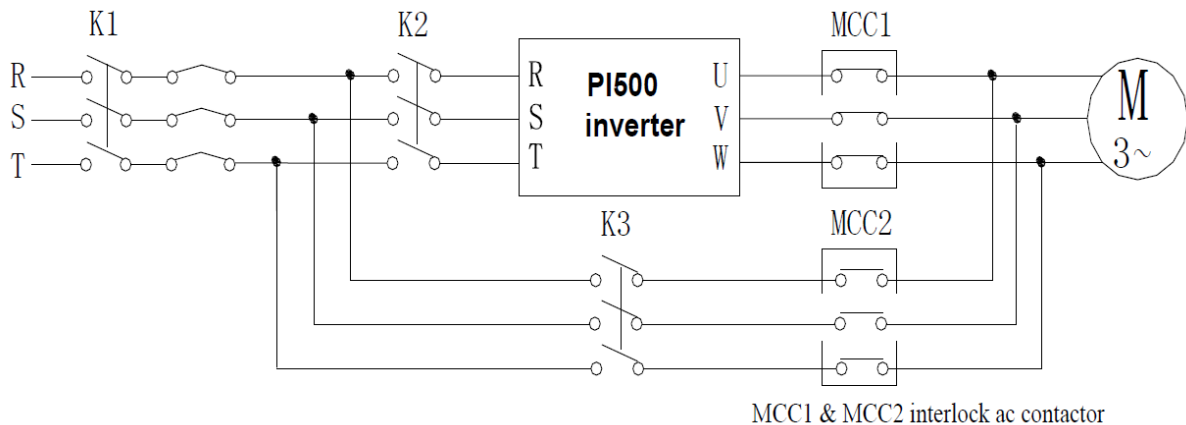 K1
K2
MCC1
R
R
PI500
U
M
S
S
inverter
V
T
T
W
3~
K3
MCC2
MCC1 & MCC2 interlock ac contactor